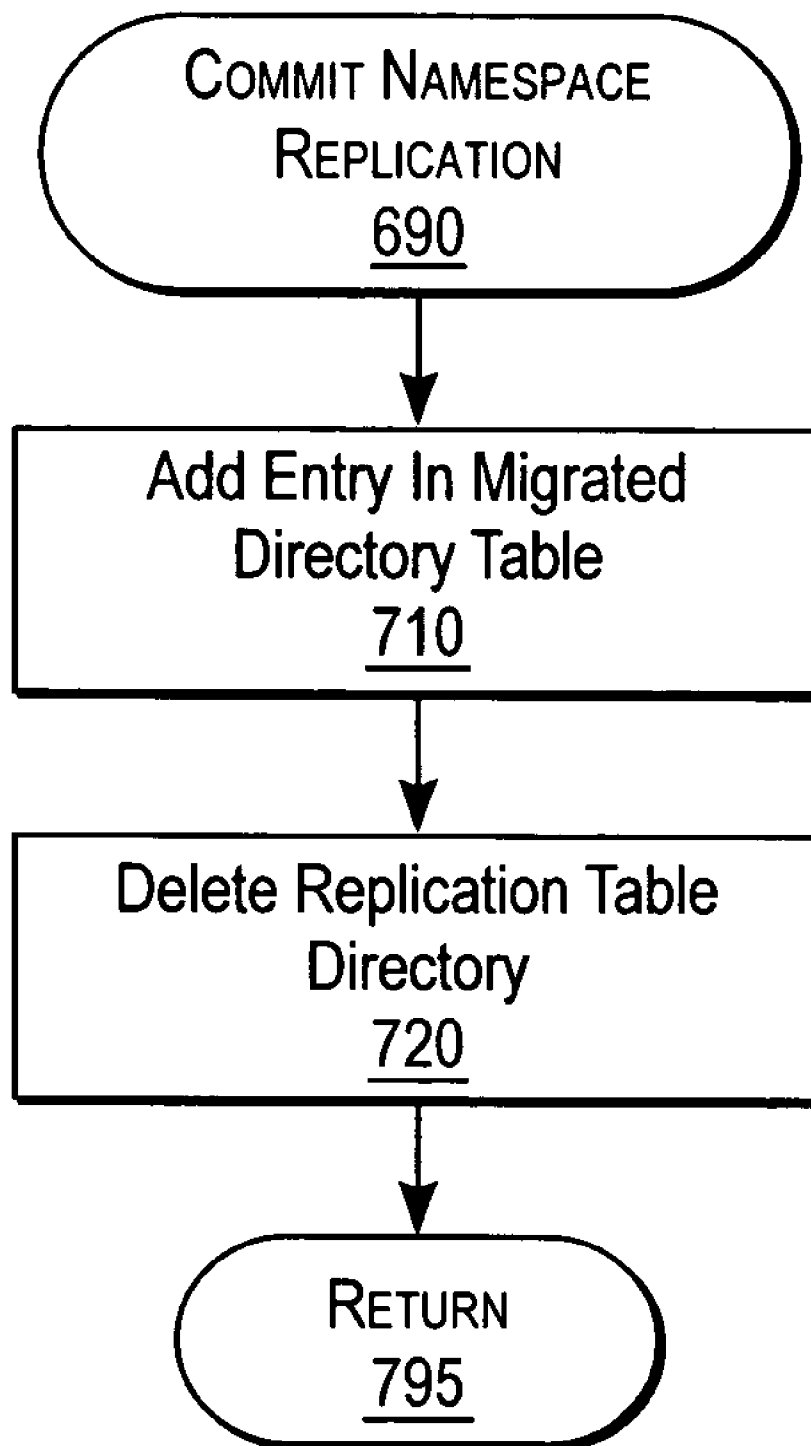 COMMIT NAMESPACE
REPLICATION
690
Add Entry In Migrated
Directory Table
710
Delete Replication Table
Directory
720
RETURN
795